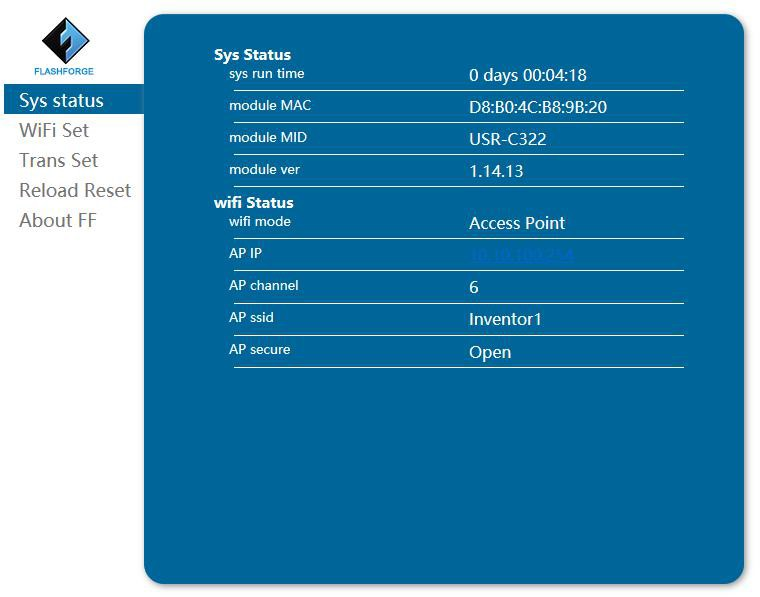 FLASHFORGE
Sys status
WiFi Set
Trans Set
Reload Reset
About FF
Sys Status
sys run time 0 days 00:04:18
module MAC D8:B0:4C:B8:9B:20
module MID USR-C322
module ver 1.14.13
wifi Status
wifi mode Access Point
AP IP 10.10.100.254
AP channel 6
AP ssid Inventor1
AP secure Open